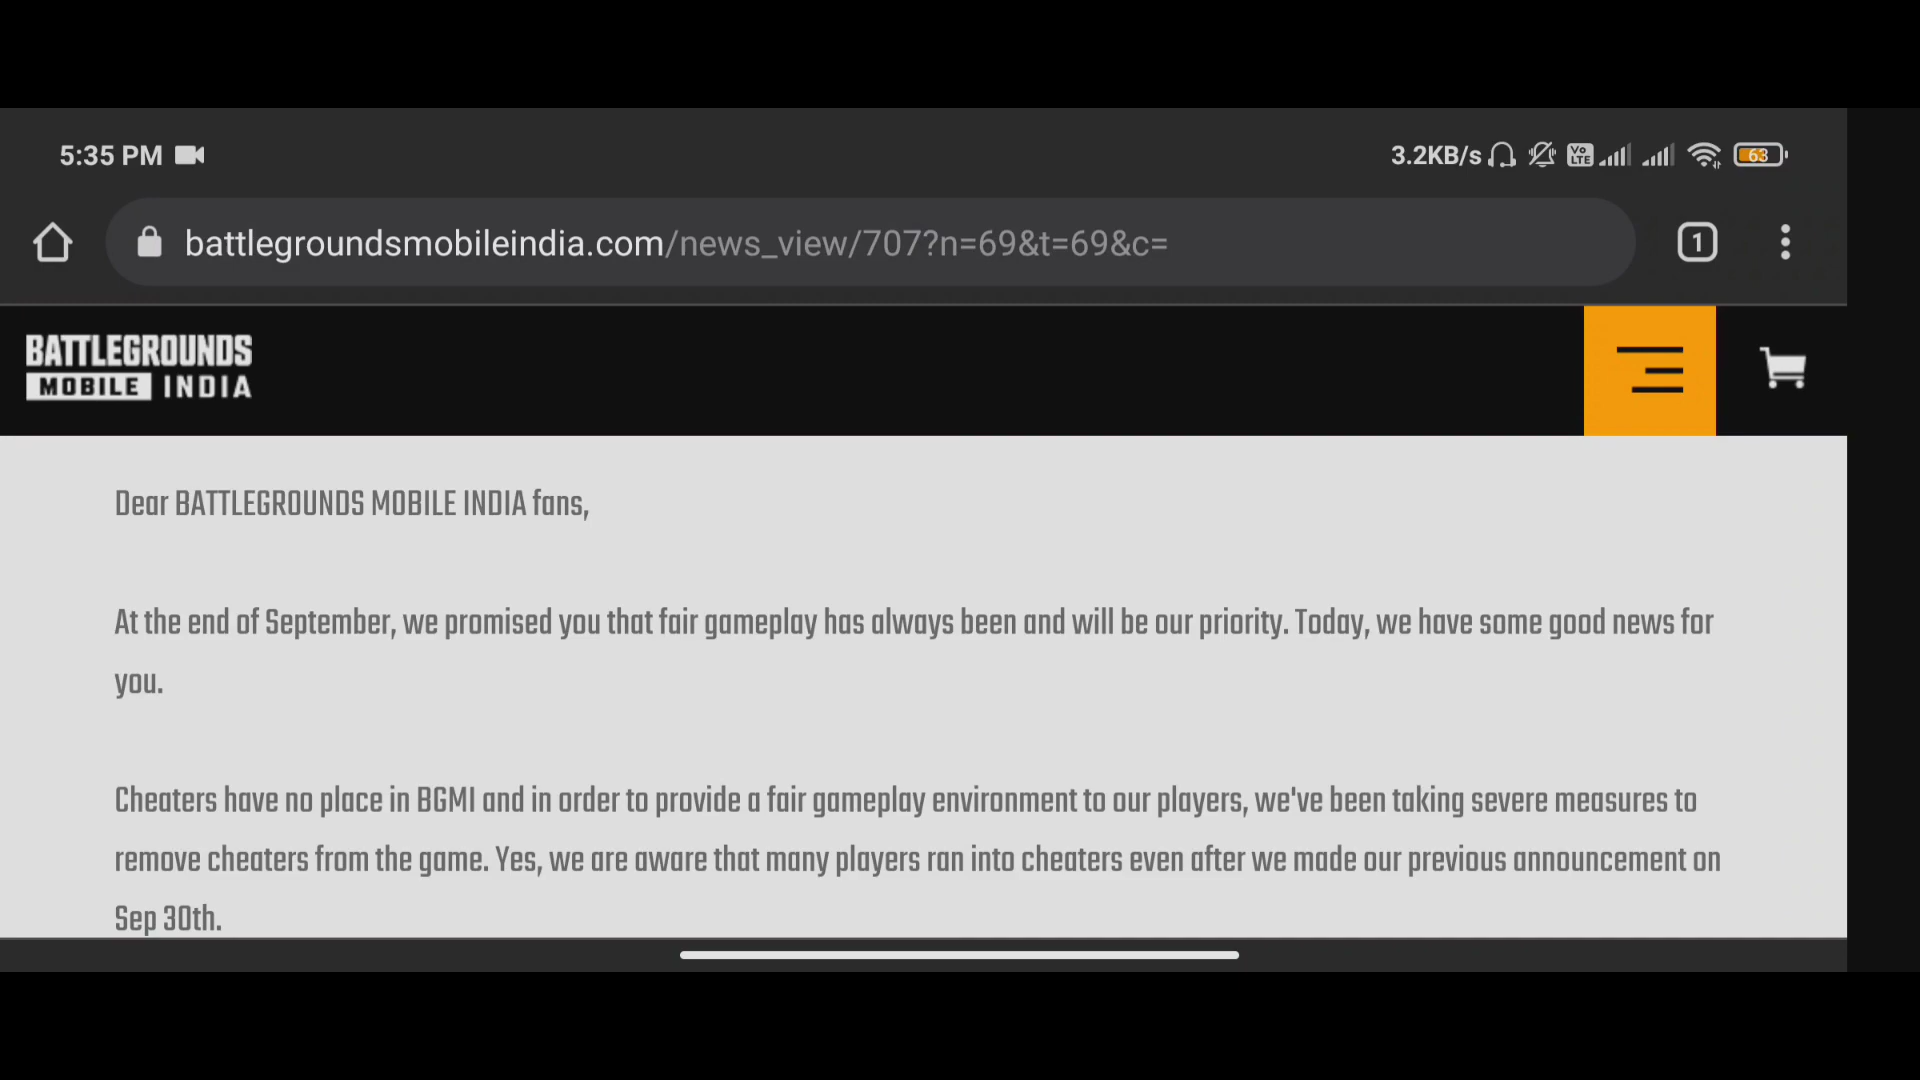 5:35 PM
3.2KB/s Vo LTE 63
battlegroundsmobileindia.com/news_view/707?n=69&t=69&c=
1
BATTLEGROUNDS
MOBILE INDIA
Dear BATTLEGROUNDS MOBILE INDIA fans,
At the end of September, we promised you that fair gameplay has always been and will be our priority. Today, we have some good news for
you.
Cheaters have no place in BGMI and in order to provide a fair gameplay environment to our players, we've been taking severe measures to
remove cheaters from the game. Yes, we are aware that many players ran into cheaters even after we made our previous announcement on
Sep 30th.